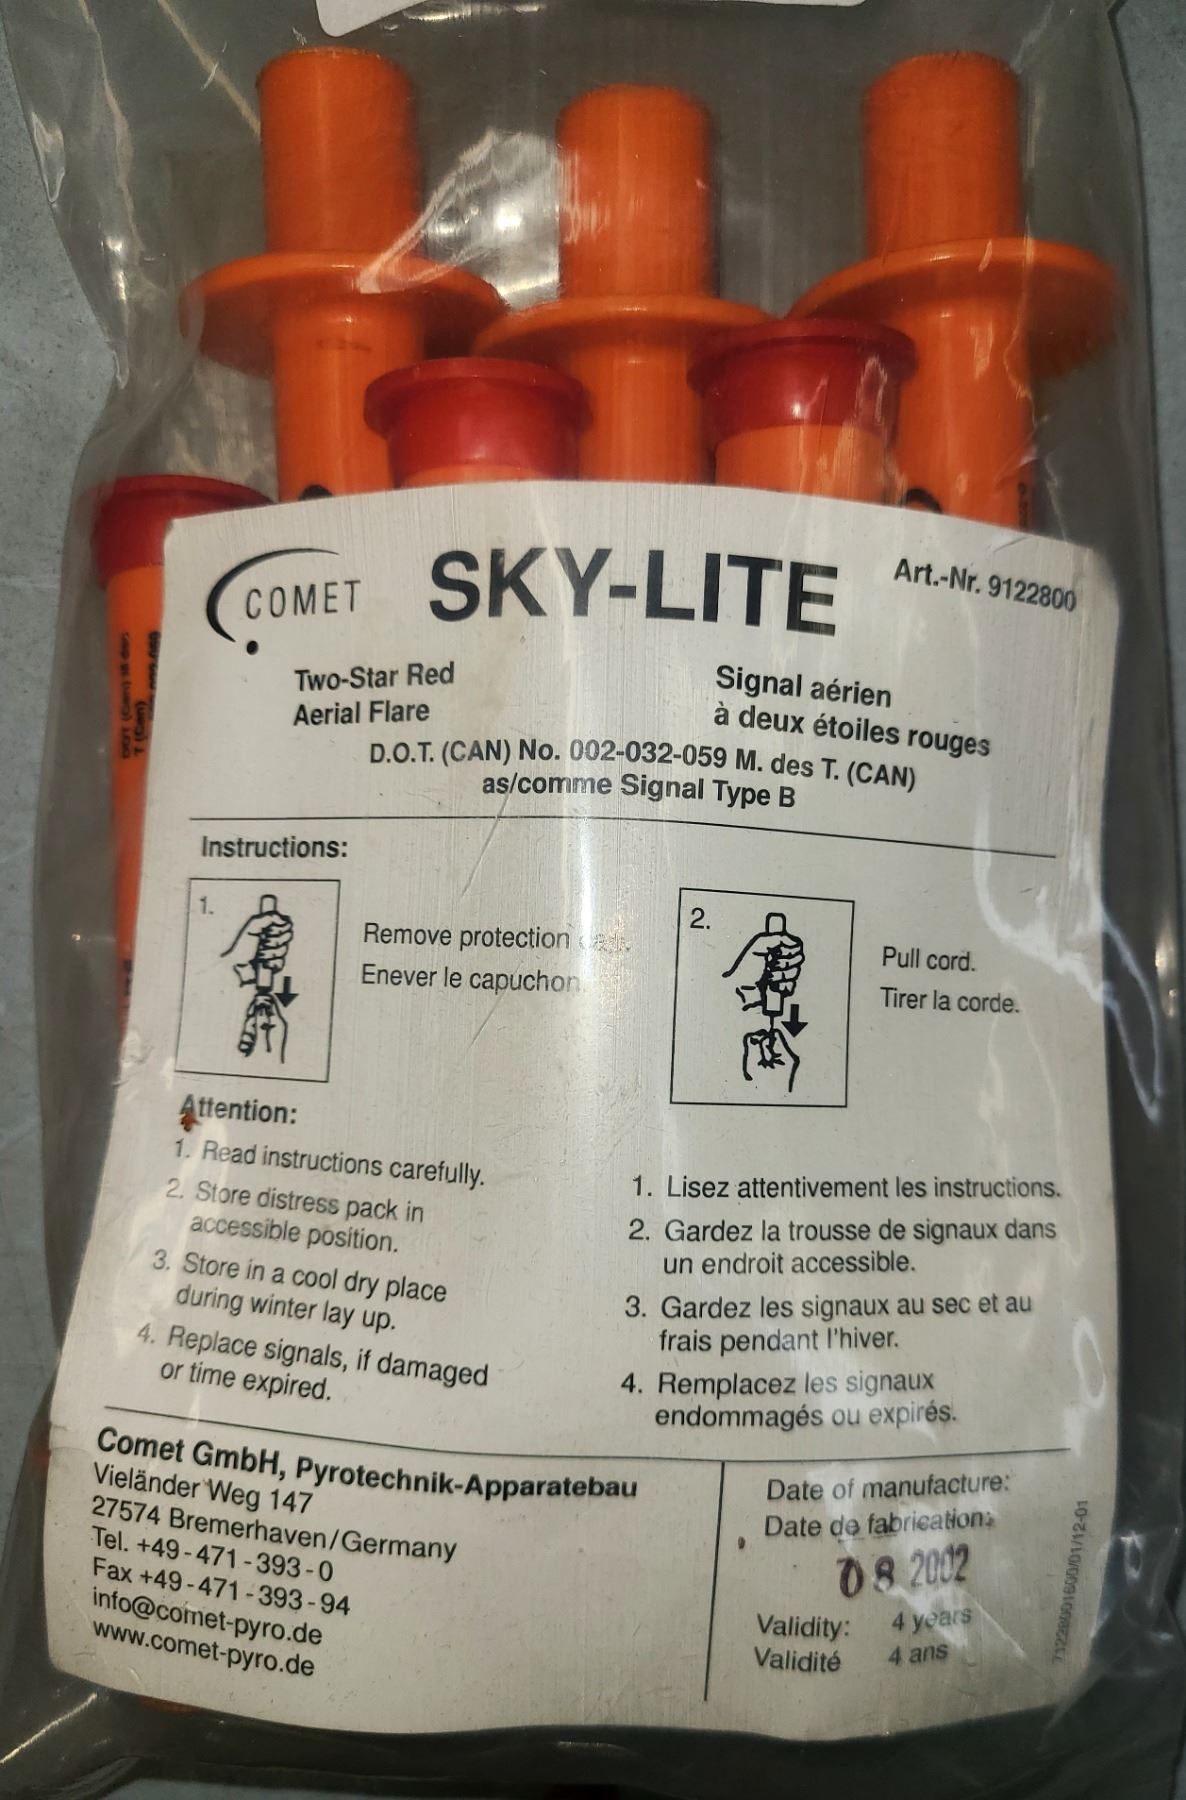 COMET
SKY-LITE
Art.-Nr. 9122800
Two-Star Red
Aerial Flare
Signal aérien
à deux étoiles rouges
D.O.T. (CAN) No. 002-032-059 M. des T. (CAN)
as/comme Signal Type B
Instructions:
1.
Remove protection
Enever le capuchon
2.
Pull cord.
Tirer la corde.
Attention:
1. Read instructions carefully.
2. Store distress pack in
accessible position.
3. Store in a cool dry place
during winter lay up.
4. Replace signals, if damaged
or time expired.
1. Lisez attentivement les instructions.
2. Gardez la trousse de signaux dans
un endroit accessible.
3. Gardez les signaux au sec et au
frais pendant l'hiver.
4. Remplacez les signaux
endommagés ou expirés.
Comet GmbH, Pyrotechnik-Apparatebau
Vieländer Weg 147
27574 Bremerhaven/Germany
Tel. +49-471-393-0
Fax +49-471-393-94
info@comet-pyro.de
www.comet-pyro.de
Date of manufacture:
Date de fabrication:
08 2002
Validity: 4 years
Validité 4 ans